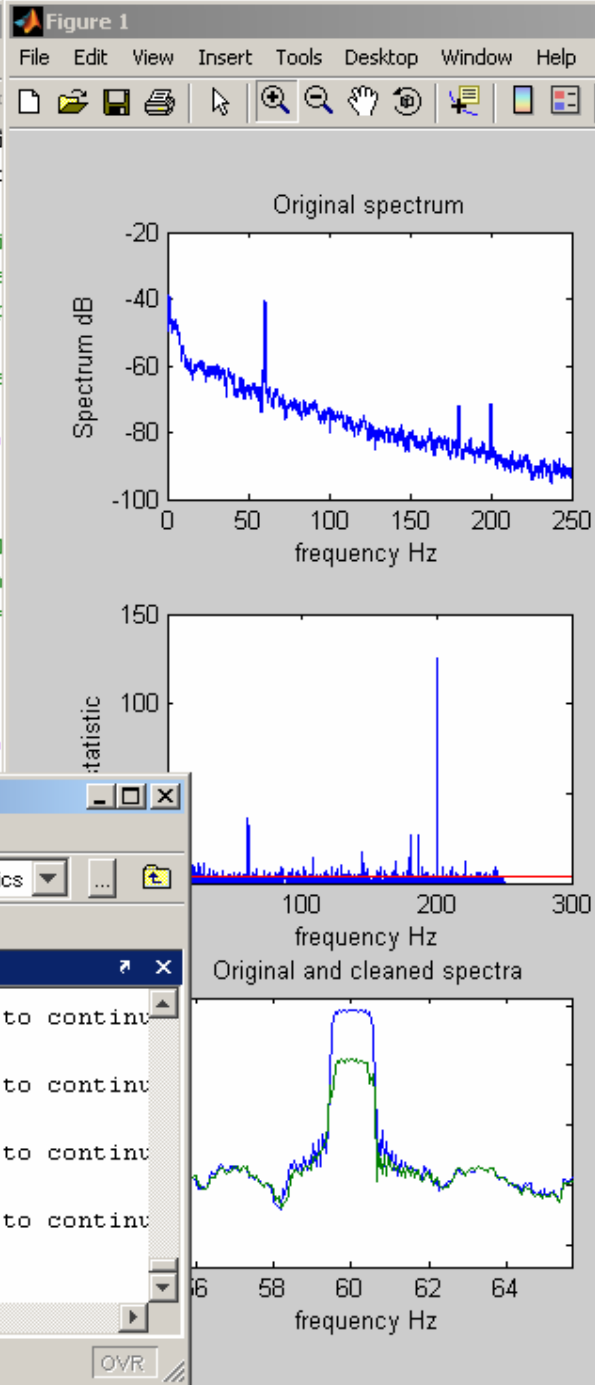 Figure 1
File Edit View Insert Tools Desktop Window Help
Original spectrum
-20
-40
-60
-80
-100
Spectrum dB
0 50 100 150 200 250
frequency Hz
150
100
tatistic
100 200 300
frequency Hz
Original and cleaned spectra
58 60 62 64
frequency Hz
ics ...
to continu
to continu
to continu
to continu
OVR